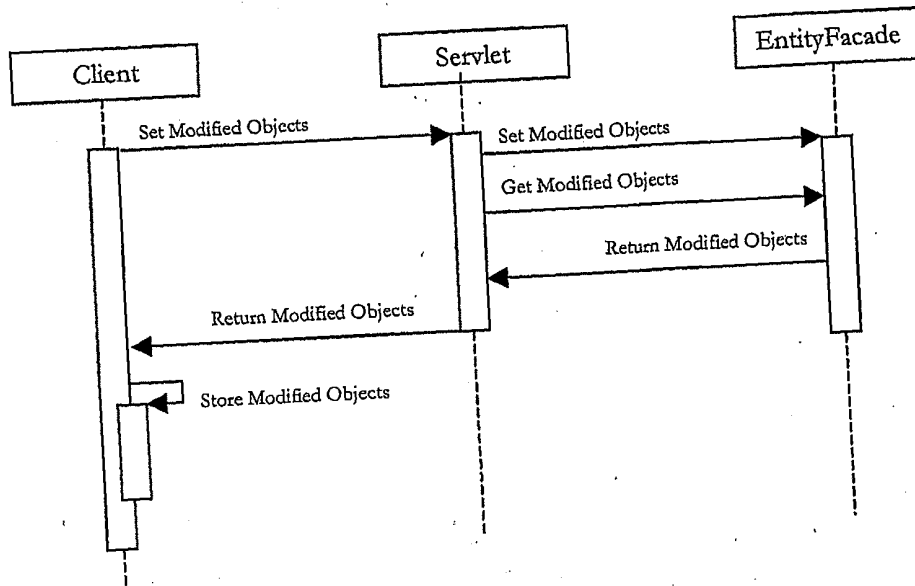 Client
Servlet
EntityFacade
Set Modified Objects
Set Modified Objects
Get Modified Objects
Return Modified Objects
Return Modified Objects
Store Modified Objects